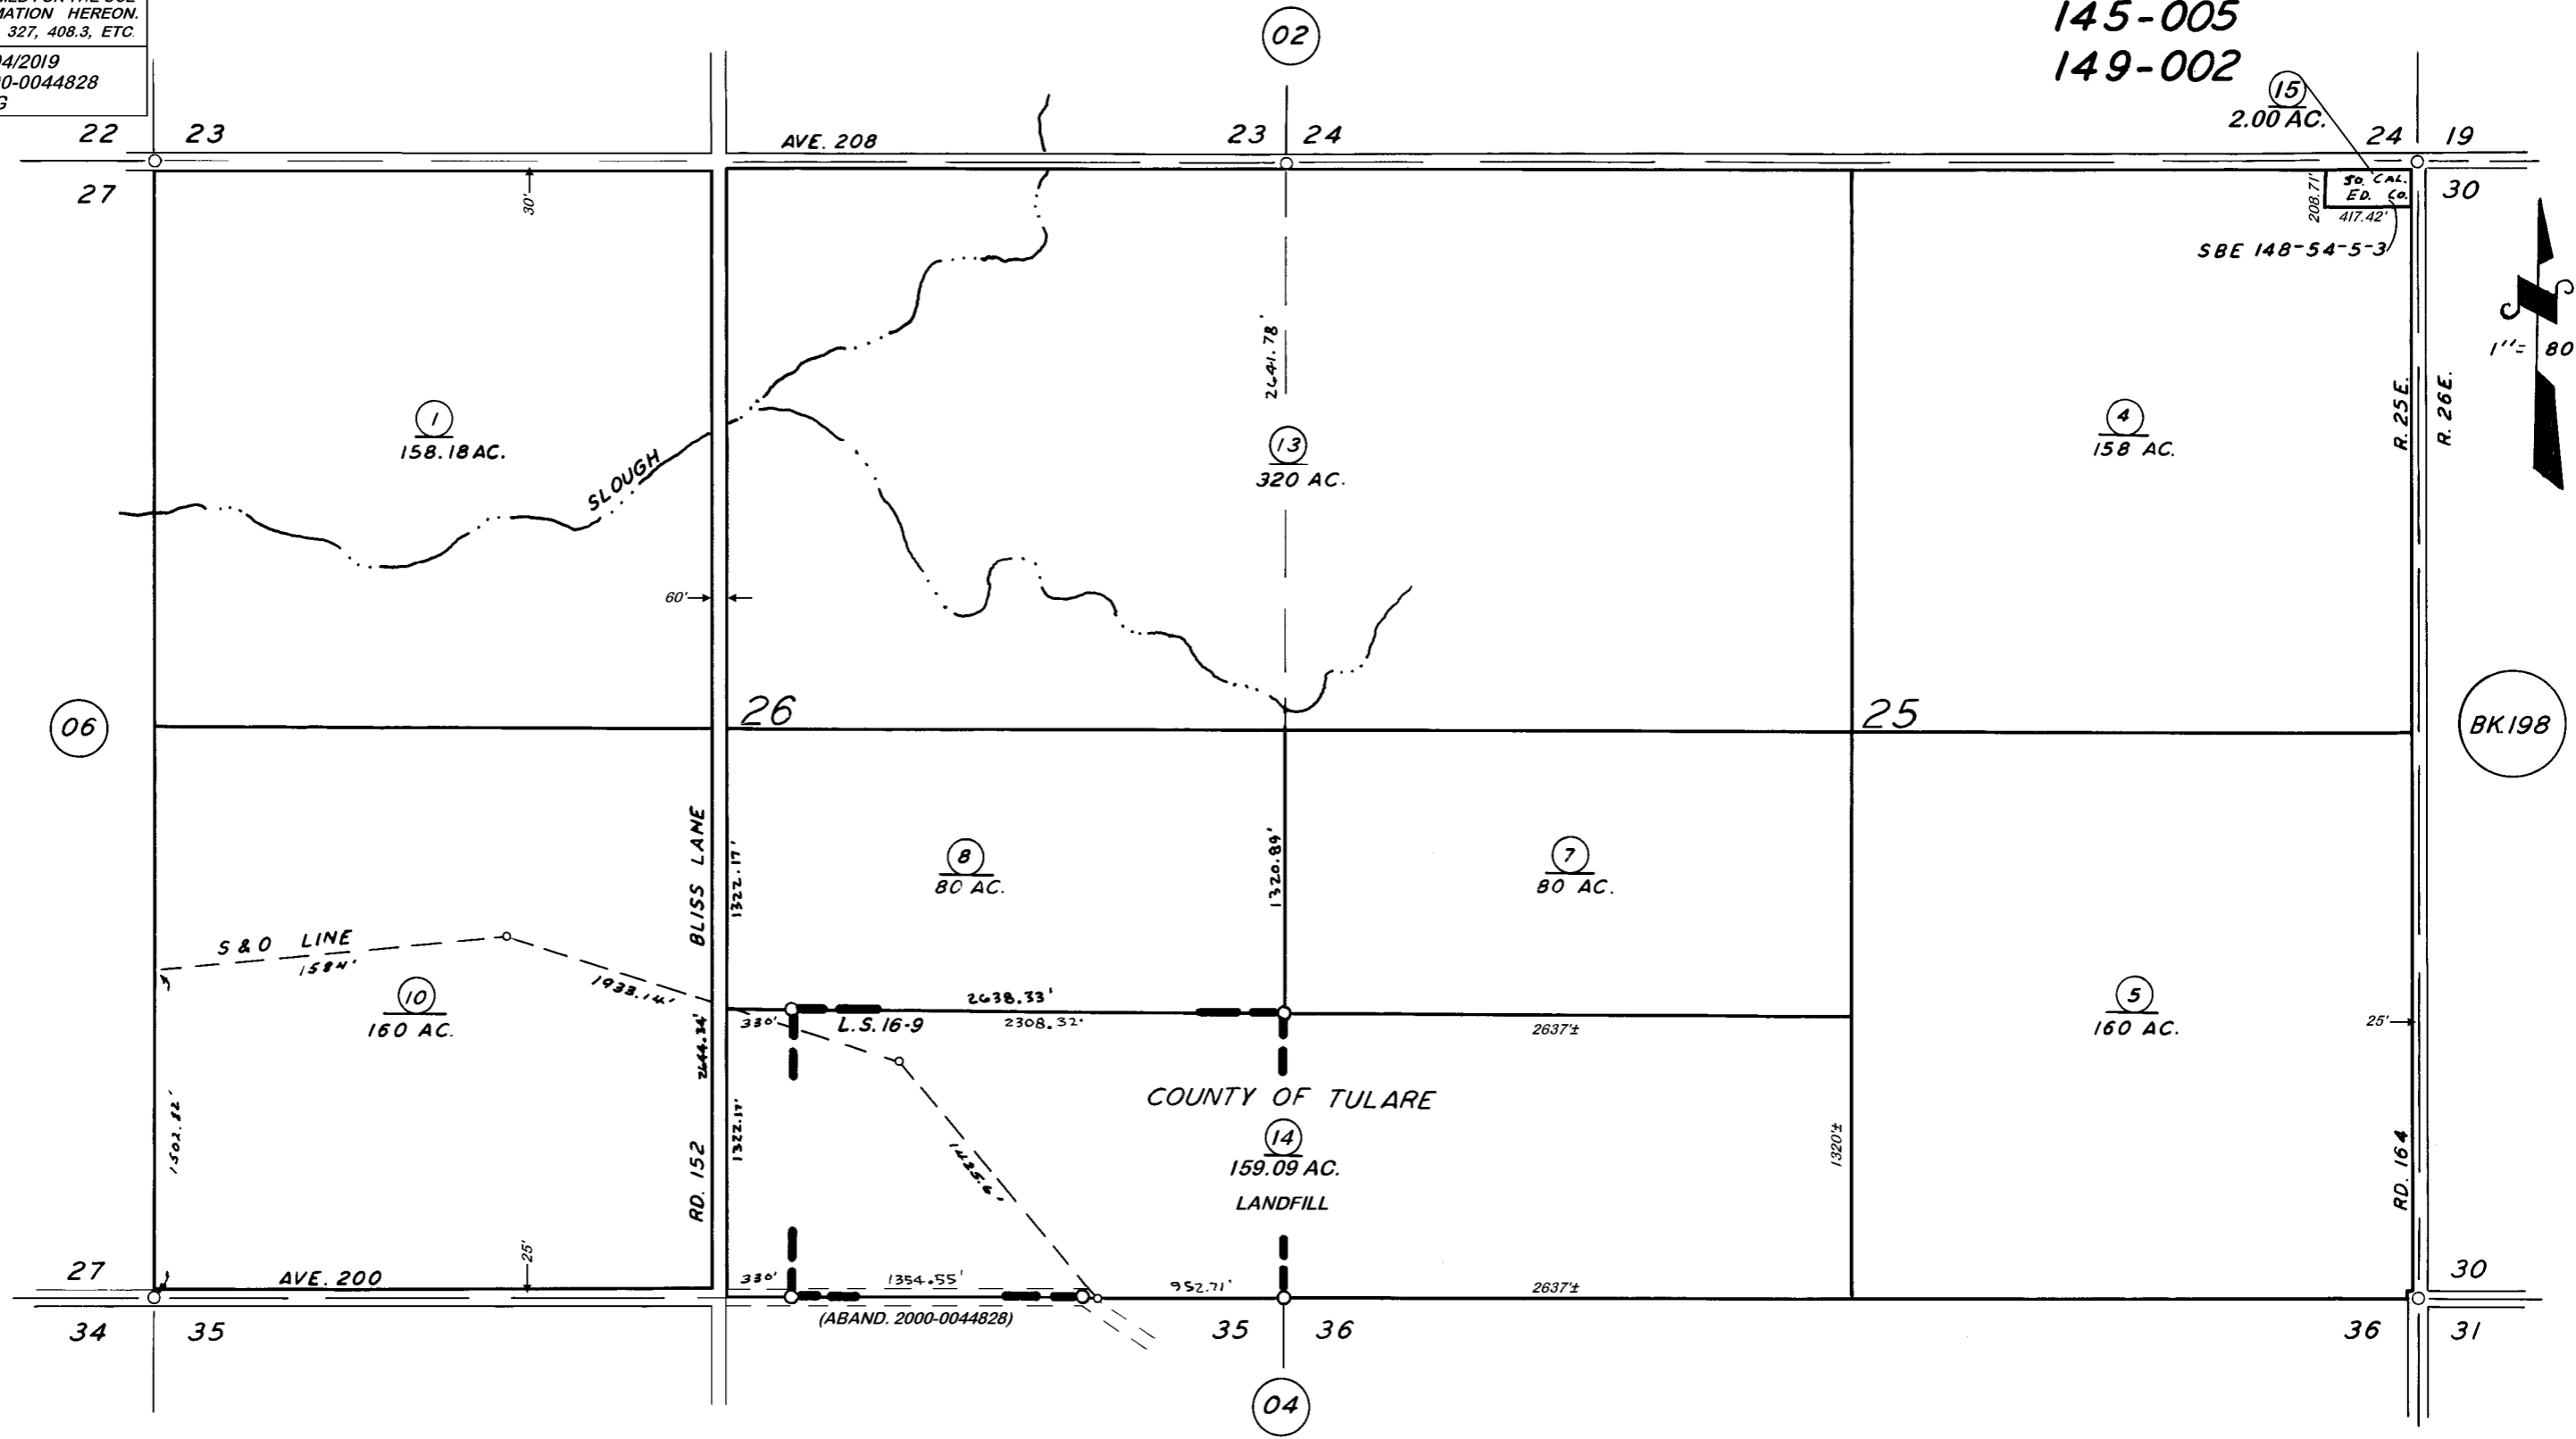 MATION HEREON.
327, 408.3, ETC.
04/2019
0-0044828
02
145-005
149-002
15
2.00 AC.
22 23
AVE. 208
23 24
24 19
27
30'
208.71'
SO. CAL.
ED. CO.
417.42'
30
SBE 148-54-5-3
1"= 80
2641.78'
R. 25E.
R. 26E.
1
158.18 AC.
SLOUGH
13
320 AC.
4
158 AC.
60'
06
26
25
BK.198
BLISS LANE
1322.17'
8
80 AC.
1320.89'
7
80 AC.
S & O LINE
1584'
1933.14'
10
160 AC.
2644.34'
330'
L.S. 16-9
2638.33'
2308.32'
2637'±
5
160 AC.
25'
COUNTY OF TULARE
14
159.09 AC.
LANDFILL
1502.82'
RD. 152
1322.17'
1425.6'
1320'±
RD. 164
27
AVE. 200
25'
330'
1354.55'
952.71'
2637'±
30
(ABAND. 2000-0044828)
34 35
35 36
36 31
04